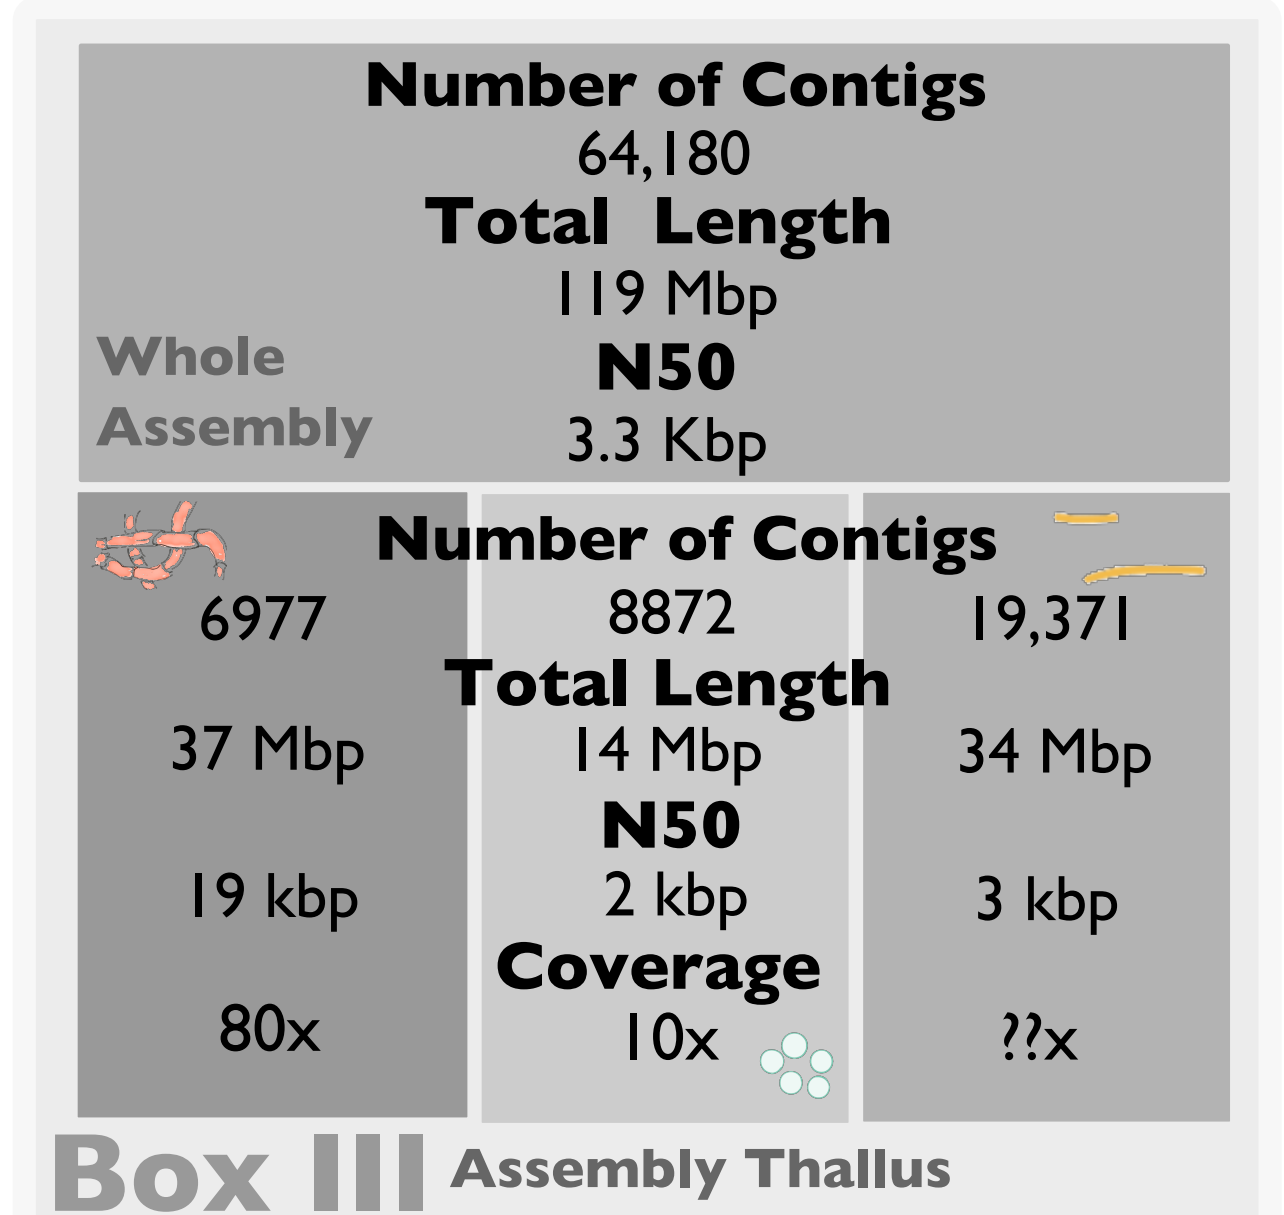 Number of Contigs
64,180
Total Length
119 Mbp
Whole
Assembly
N50
3.3 Kbp
Number of Contigs
6977 8872 19,371
Total Length
37 Mbp 14 Mbp 34 Mbp
N50
19 kbp 2 kbp 3 kbp
Coverage
80x 10x ??x
Box III Assembly Thallus